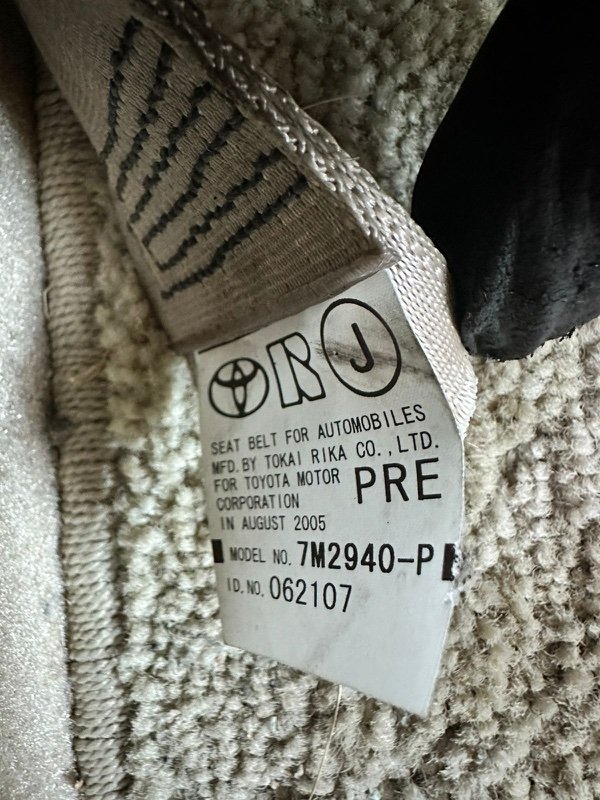 J
SEAT BELT FOR AUTOMOBILES
MFD. BY TOKAI RIKA CO., LTD.
FOR TOYOTA MOTOR
CORPORATION
PRE
IN AUGUST 2005
MODEL NO. 7M2940-P
I D. NO. 062107